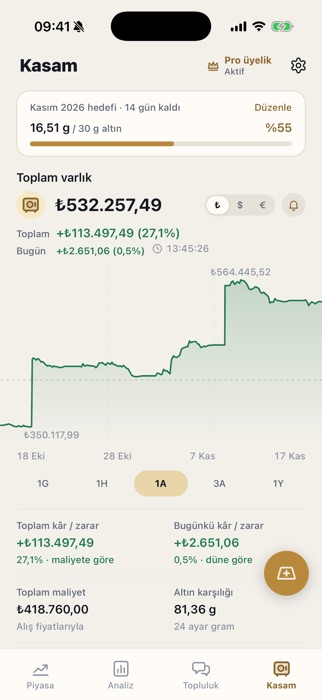 09:41
Kasam
Pro üyelik
Aktif
Kasım 2026 hedefi · 14 gün kaldı
Düzenle
16,51 g / 30 g altın
%55
Toplam varlık
₺532.257,49
₺ $ €
Toplam +₺113.497,49 (27,1%)
Bugün +₺2.651,06 (0,5%) 13:45:26
₺564.445,52
₺350.117,99
18 Eki 28 Eki 7 Kas 17 Kas
1G 1H 1A 3A 1Y
Toplam kâr / zarar
+₺113.497,49
27,1% · maliyete göre
Bugünkü kâr / zarar
+₺2.651,06
0,5% · düne göre
Toplam maliyet
₺418.760,00
Alış fiyatlarıyla
Altın karşılığı
81,36 g
24 ayar gram
Piyasa Analiz Topluluk Kasam